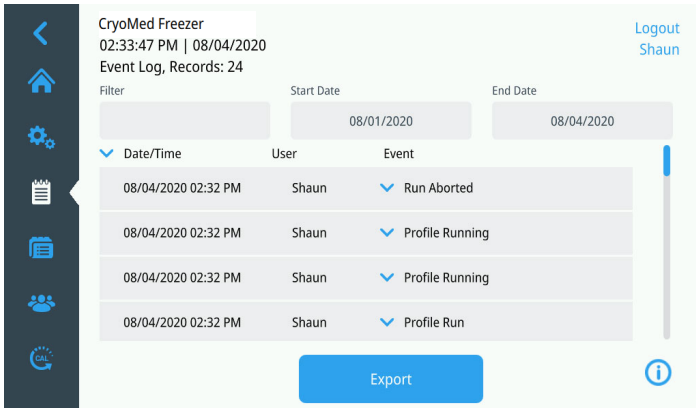 CryoMed Freezer
02:33:47 PM | 08/04/2020
Event Log, Records: 24
Logout
Shaun
Filter Start Date End Date
08/01/2020 08/04/2020
Date/Time User Event
08/04/2020 02:32 PM Shaun Run Aborted
08/04/2020 02:32 PM Shaun Profile Running
08/04/2020 02:32 PM Shaun Profile Running
08/04/2020 02:32 PM Shaun Profile Run
CAL
Export